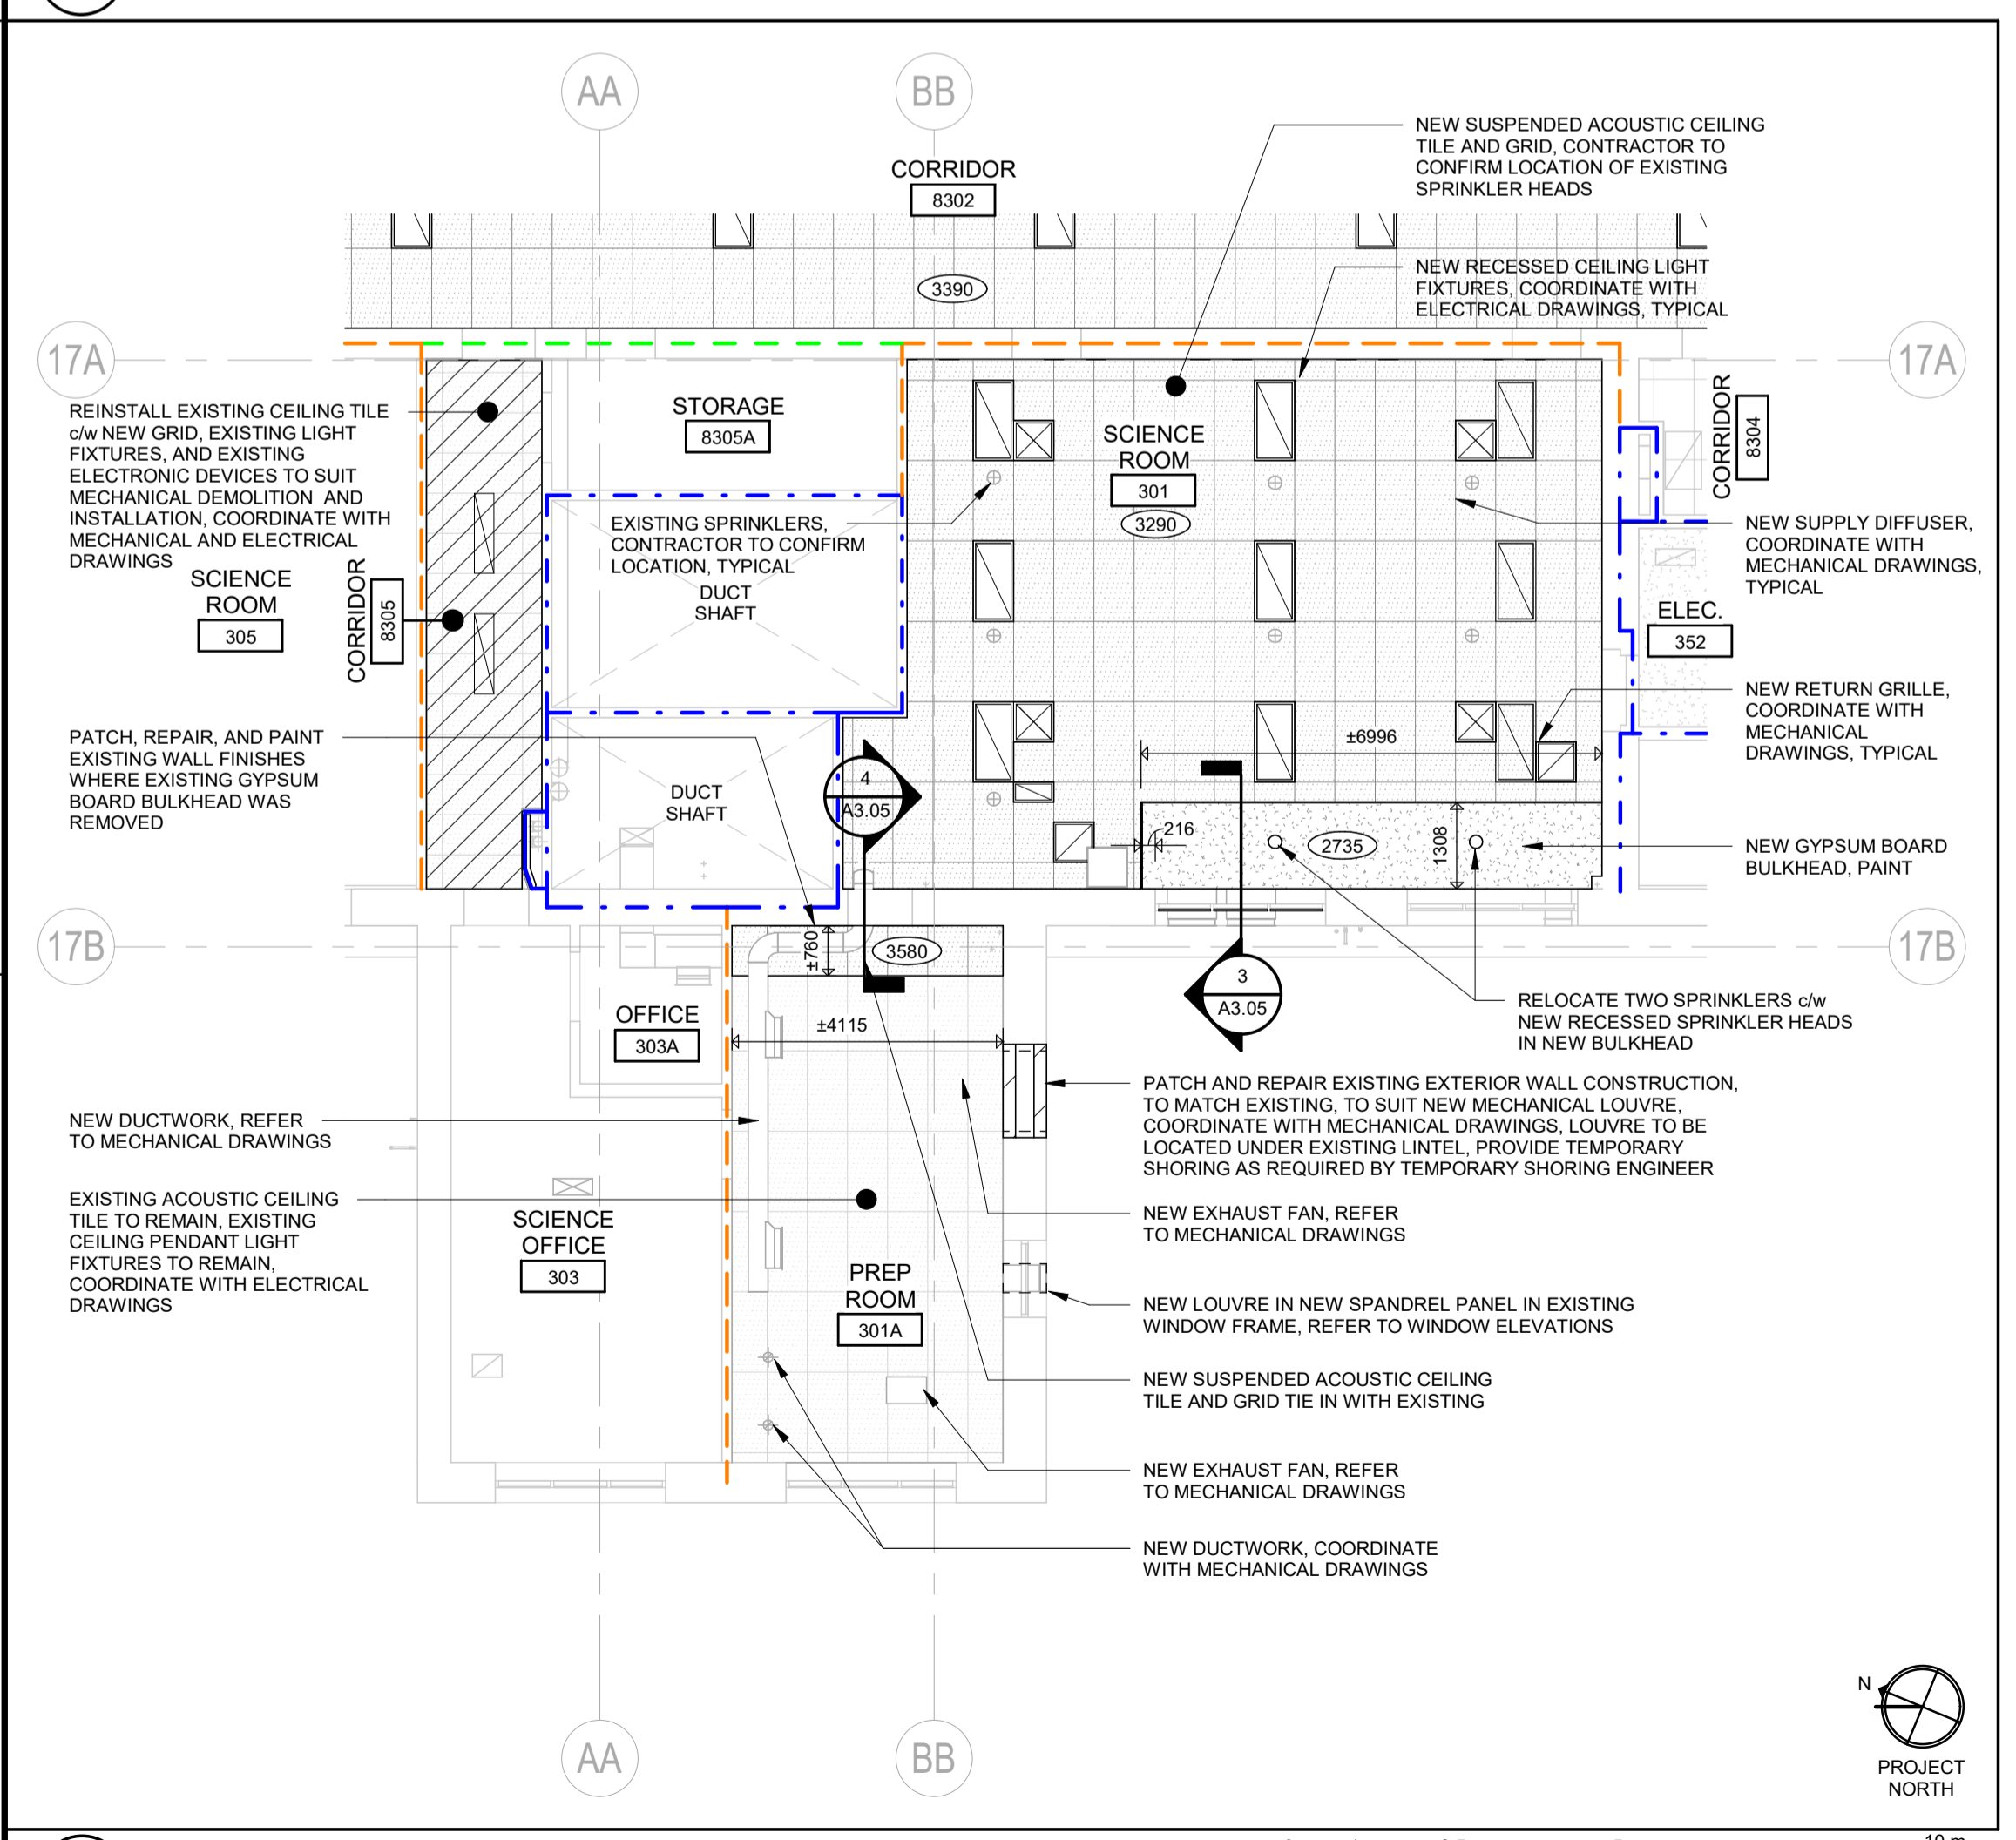 AA
BB
CORRIDOR
8302
NEW SUSPENDED ACOUSTIC CEILING
TILE AND GRID, CONTRACTOR TO
CONFIRM LOCATION OF EXISTING
SPRINKLER HEADS
3390
NEW RECESSED CEILING LIGHT
FIXTURES, COORDINATE WITH
ELECTRICAL DRAWINGS, TYPICAL
17A
17A
REINSTALL EXISTING CEILING TILE
c/w NEW GRID, EXISTING LIGHT
FIXTURES, AND EXISTING
ELECTRONIC DEVICES TO SUIT
MECHANICAL DEMOLITION AND
INSTALLATION, COORDINATE WITH
MECHANICAL AND ELECTRICAL
DRAWINGS
STORAGE
8305A
SCIENCE
ROOM
301
3290
CORRIDOR
8304
EXISTING SPRINKLERS,
CONTRACTOR TO CONFIRM
LOCATION, TYPICAL
DUCT
SHAFT
NEW SUPPLY DIFFUSER,
COORDINATE WITH
MECHANICAL DRAWINGS,
TYPICAL
SCIENCE
ROOM
305
CORRIDOR
8305
ELEC.
352
NEW RETURN GRILLE,
COORDINATE WITH
MECHANICAL
DRAWINGS, TYPICAL
PATCH, REPAIR, AND PAINT
EXISTING WALL FINISHES
WHERE EXISTING GYPSUM
BOARD BULKHEAD WAS
REMOVED
±6996
DUCT
SHAFT
4
A3.05
216
2735
1308
NEW GYPSUM BOARD
BULKHEAD, PAINT
17B
17B
±760
3580
3
A3.05
RELOCATE TWO SPRINKLERS c/w
NEW RECESSED SPRINKLER HEADS
IN NEW BULKHEAD
OFFICE
303A
±4115
PATCH AND REPAIR EXISTING EXTERIOR WALL CONSTRUCTION,
TO MATCH EXISTING, TO SUIT NEW MECHANICAL LOUVRE,
COORDINATE WITH MECHANICAL DRAWINGS, LOUVRE TO BE
LOCATED UNDER EXISTING LINTEL, PROVIDE TEMPORARY
SHORING AS REQUIRED BY TEMPORARY SHORING ENGINEER
NEW DUCTWORK, REFER
TO MECHANICAL DRAWINGS
EXISTING ACOUSTIC CEILING
TILE TO REMAIN, EXISTING
CEILING PENDANT LIGHT
FIXTURES TO REMAIN,
COORDINATE WITH ELECTRICAL
DRAWINGS
SCIENCE
OFFICE
303
NEW EXHAUST FAN, REFER
TO MECHANICAL DRAWINGS
PREP
ROOM
301A
NEW LOUVRE IN NEW SPANDREL PANEL IN EXISTING
WINDOW FRAME, REFER TO WINDOW ELEVATIONS
NEW SUSPENDED ACOUSTIC CEILING
TILE AND GRID TIE IN WITH EXISTING
NEW EXHAUST FAN, REFER
TO MECHANICAL DRAWINGS
NEW DUCTWORK, COORDINATE
WITH MECHANICAL DRAWINGS
AA
BB
N
PROJECT
NORTH
10 m